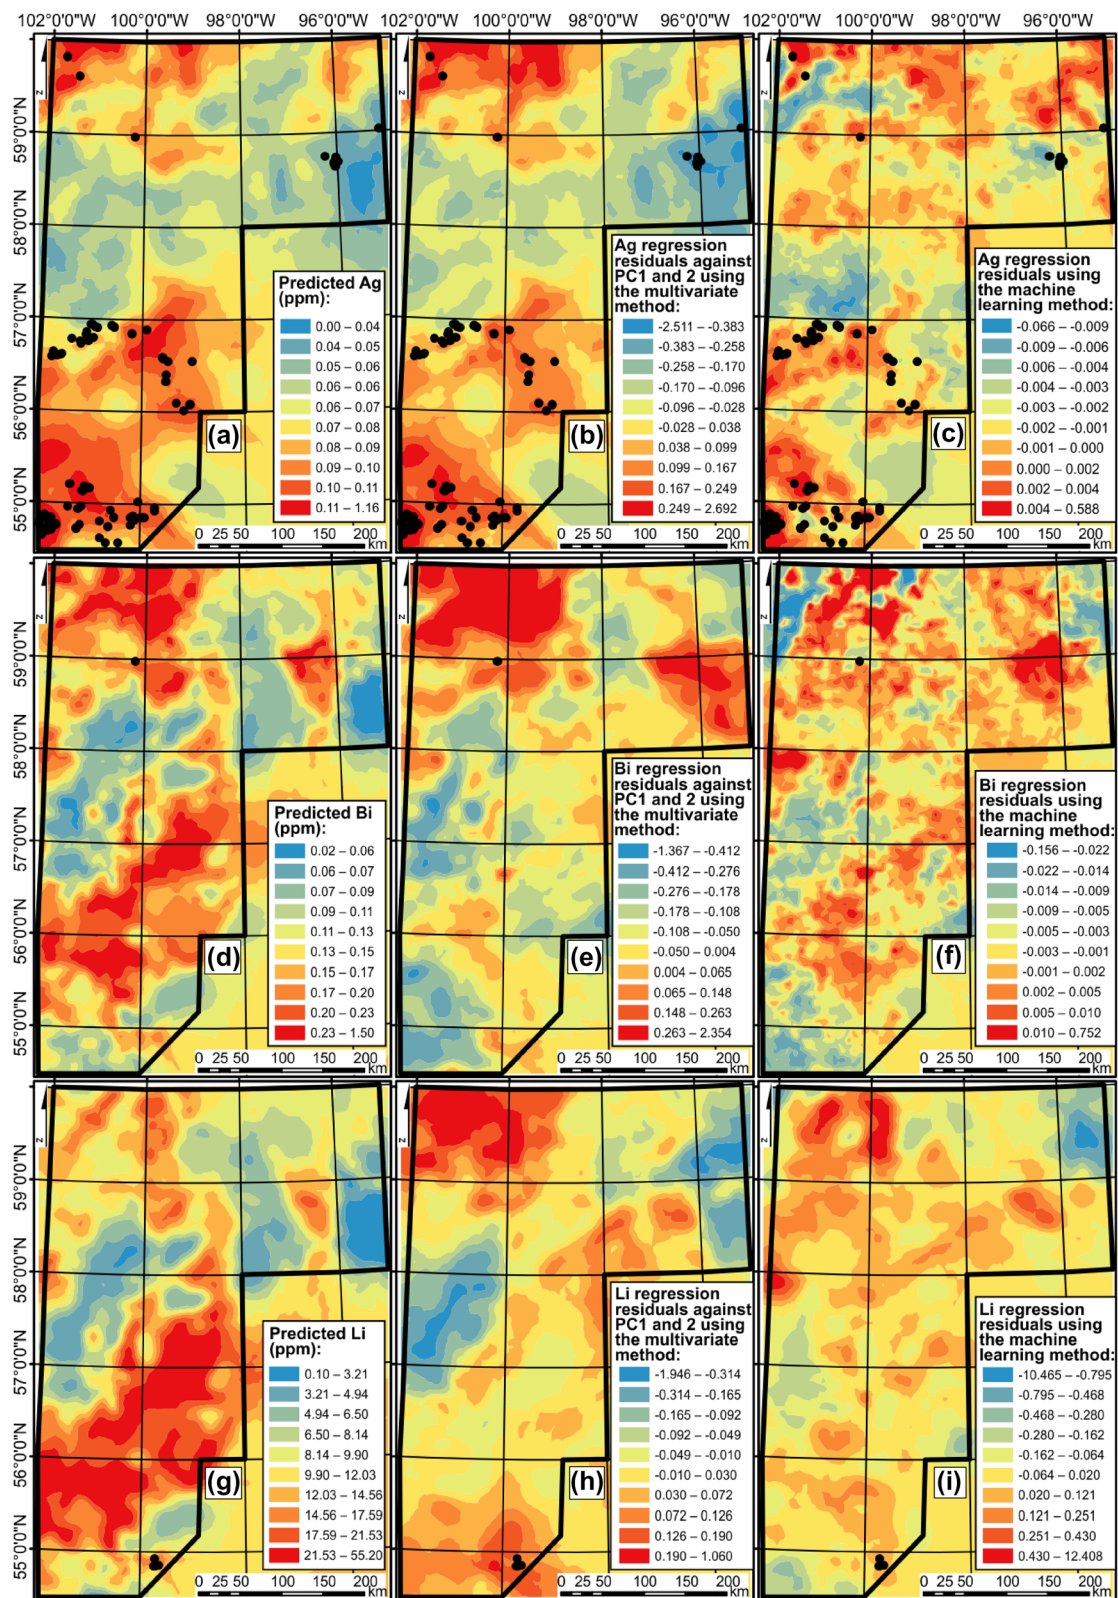 102°0'0"W 100°0'0"W 98°0'0"W 96°0'0"W 102°0'0"W 100°0'0"W 98°0'0"W 96°0'0"W 102°0'0"W 100°0'0"W 98°0'0"W 96°0'0"W
59°0'0"N
58°0'0"N
57°0'0"N
56°0'0"N
55°0'0"N
Z
Predicted Ag
(ppm):
0.00 – 0.04
0.04 – 0.05
0.05 – 0.06
0.06 – 0.06
0.06 – 0.07
0.07 – 0.08
0.08 – 0.09
0.09 – 0.10
0.10 – 0.11
0.11 – 1.16
(a)
0 25 50 100 150 200
km
Z
Ag regression
residuals against
PC1 and 2 using
the multivariate
method:
-2.511 – -0.383
-0.383 – -0.258
-0.258 – -0.170
-0.170 – -0.096
-0.096 – -0.028
-0.028 – 0.038
0.038 – 0.099
0.099 – 0.167
0.167 – 0.249
0.249 – 2.692
(b)
0 25 50 100 150 200
km
Z
Ag regression
residuals using
the machine
learning method:
-0.066 – -0.009
-0.009 – -0.006
-0.006 – -0.004
-0.004 – -0.003
-0.003 – -0.002
-0.002 – -0.001
-0.001 – 0.000
0.000 – 0.002
0.002 – 0.004
0.004 – 0.588
(c)
0 25 50 100 150 200
km
59°0'0"N
58°0'0"N
57°0'0"N
56°0'0"N
55°0'0"N
Z
Predicted Bi
(ppm):
0.02 – 0.06
0.06 – 0.07
0.07 – 0.09
0.09 – 0.11
0.11 – 0.13
0.13 – 0.15
0.15 – 0.17
0.17 – 0.20
0.20 – 0.23
0.23 – 1.50
(d)
0 25 50 100 150 200
km
Z
Bi regression
residuals against
PC1 and 2 using
the multivariate
method:
-1.367 – -0.412
-0.412 – -0.276
-0.276 – -0.178
-0.178 – -0.108
-0.108 – -0.050
-0.050 – 0.004
0.004 – 0.065
0.065 – 0.148
0.148 – 0.263
0.263 – 2.354
(e)
0 25 50 100 150 200
km
Z
Bi regression
residuals using
the machine
learning method:
-0.156 – -0.022
-0.022 – -0.014
-0.014 – -0.009
-0.009 – -0.005
-0.005 – -0.003
-0.003 – -0.001
-0.001 – 0.002
0.002 – 0.005
0.005 – 0.010
0.010 – 0.752
(f)
0 25 50 100 150 200
km
59°0'0"N
58°0'0"N
57°0'0"N
56°0'0"N
55°0'0"N
Z
Predicted Li
(ppm):
0.10 – 3.21
3.21 – 4.94
4.94 – 6.50
6.50 – 8.14
8.14 – 9.90
9.90 – 12.03
12.03 – 14.56
14.56 – 17.59
17.59 – 21.53
21.53 – 55.20
(g)
0 25 50 100 150 200
km
Z
Li regression
residuals against
PC1 and 2 using
the multivariate
method:
-1.946 – -0.314
-0.314 – -0.165
-0.165 – -0.092
-0.092 – -0.049
-0.049 – -0.010
-0.010 – 0.030
0.030 – 0.072
0.072 – 0.126
0.126 – 0.190
0.190 – 1.060
(h)
0 25 50 100 150 200
km
Z
Li regression
residuals using
the machine
learning method:
-10.465 – -0.795
-0.795 – -0.468
-0.468 – -0.280
-0.280 – -0.162
-0.162 – -0.064
-0.064 – 0.020
0.020 – 0.121
0.121 – 0.251
0.251 – 0.430
0.430 – 12.408
(i)
0 25 50 100 150 200
km